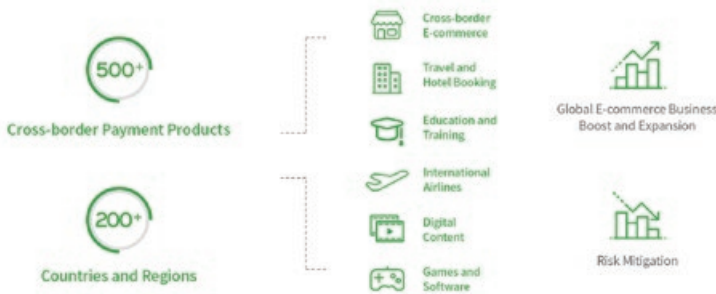 500+
Cross-border Payment Products
200+
Countries and Regions
Cross-border
E-commerce
Travel and
Hotel Booking
Education and
Training
International
Airlines
Digital
Content
Games and
Software
Global E-commerce Business
Boost and Expansion
Risk Mitigation